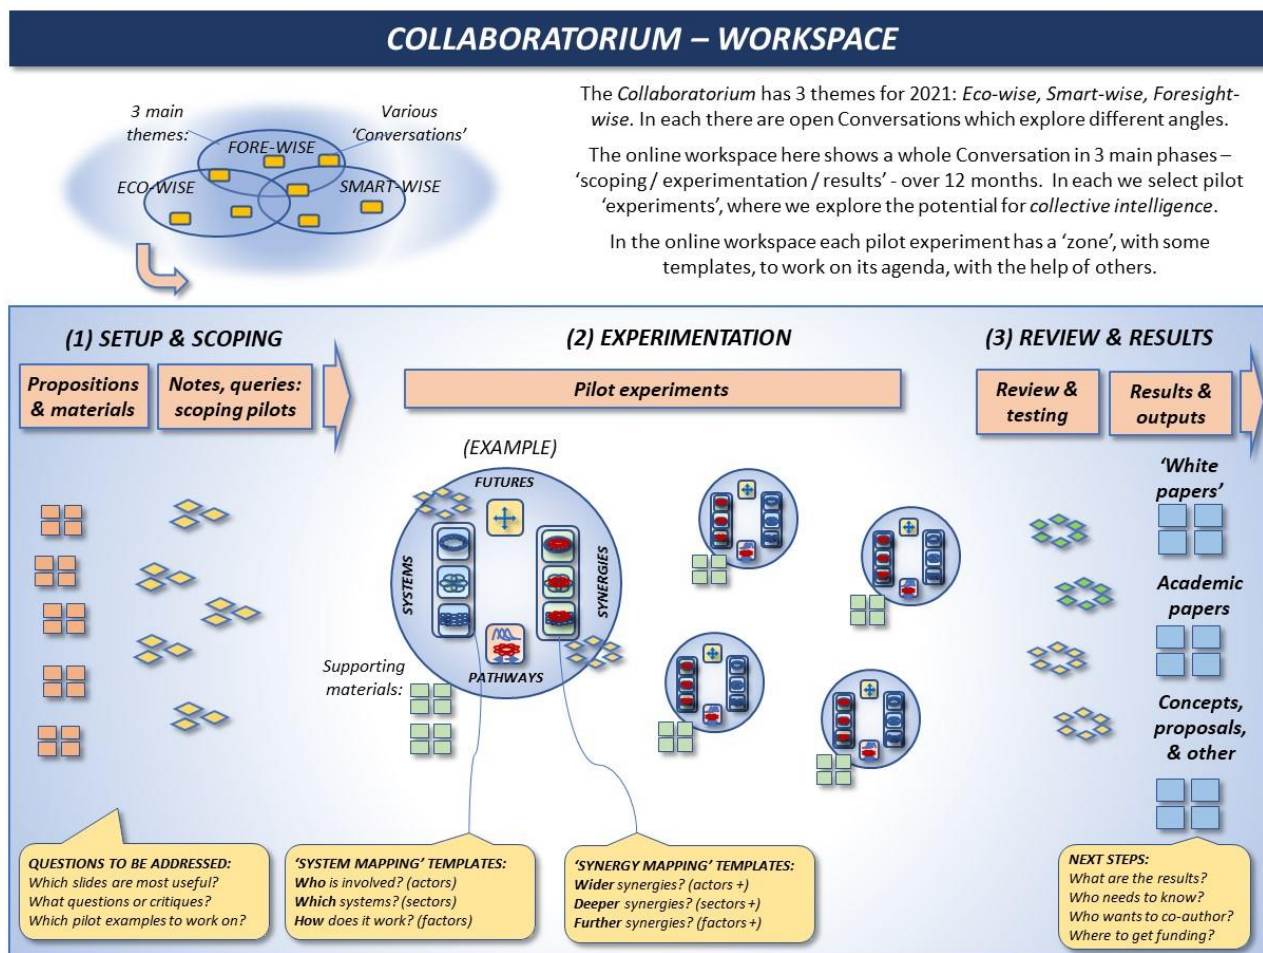 COLLABORATORIUM – WORKSPACE
3 main
themes:
Various
‘Conversations’
FORE-WISE
ECO-WISE
SMART-WISE
The Collaboratorium has 3 themes for 2021: Eco-wise, Smart-wise, Foresight-
wise. In each there are open Conversations which explore different angles.
The online workspace here shows a whole Conversation in 3 main phases –
‘scoping / experimentation / results’ - over 12 months. In each we select pilot
‘experiments’, where we explore the potential for collective intelligence.
In the online workspace each pilot experiment has a ‘zone’, with some
templates, to work on its agenda, with the help of others.
(1) SETUP & SCOPING
Propositions
& materials
Notes, queries:
scoping pilots
(2) EXPERIMENTATION
Pilot experiments
(EXAMPLE)
FUTURES
SYSTEMS
SYNERGIES
PATHWAYS
Supporting
materials:
(3) REVIEW & RESULTS
Review &
testing
Results &
outputs
‘White
papers’
Academic
papers
Concepts,
proposals,
& other
QUESTIONS TO BE ADDRESSED:
Which slides are most useful?
What questions or critiques?
Which pilot examples to work on?
‘SYSTEM MAPPING’ TEMPLATES:
Who is involved? (actors)
Which systems? (sectors)
How does it work? (factors)
‘SYNERGY MAPPING’ TEMPLATES:
Wider synergies? (actors +)
Deeper synergies? (sectors +)
Further synergies? (factors +)
NEXT STEPS:
What are the results?
Who needs to know?
Who wants to co-author?
Where to get funding?